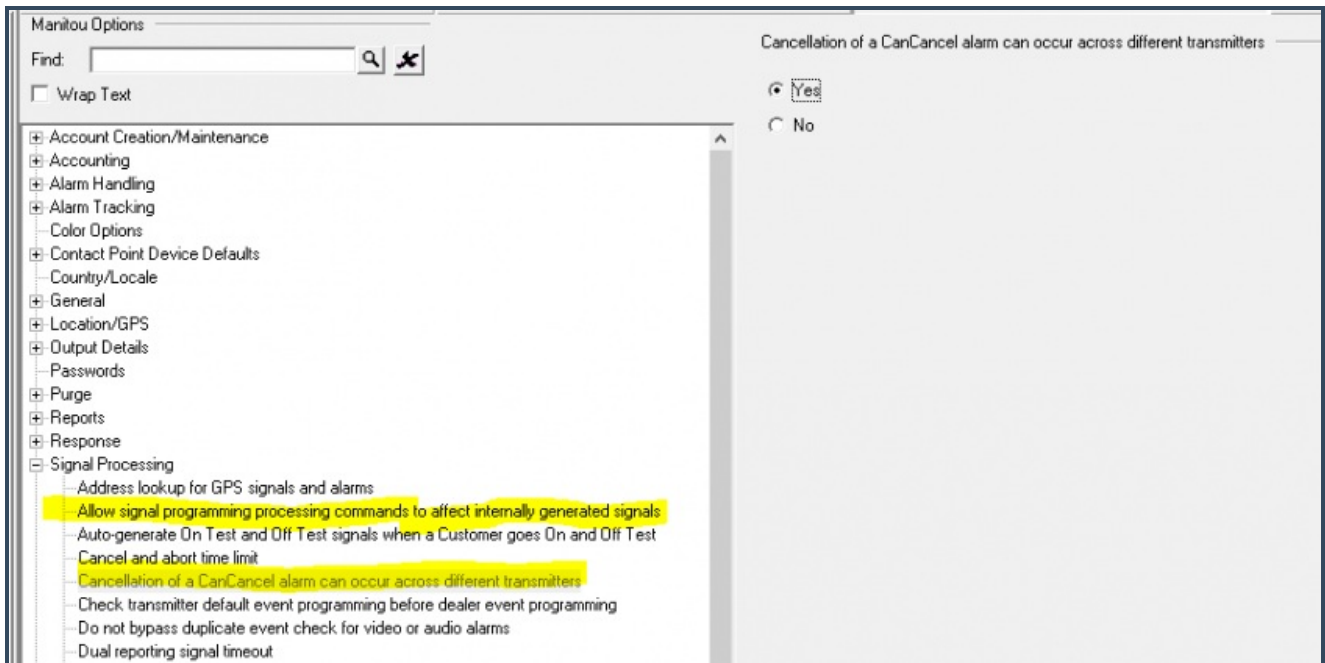 Manitou Options
Find:
Wrap Text
Account Creation/Maintenance
Accounting
Alarm Handling
Alarm Tracking
Color Options
Contact Point Device Defaults
Country/Locale
General
Location/GPS
Output Details
Passwords
Purge
Reports
Response
Signal Processing
Address lookup for GPS signals and alarms
Allow signal programming processing commands to affect internally generated signals
Auto-generate On Test and Off Test signals when a Customer goes On and Off Test
Cancel and abort time limit
Cancellation of a CanCancel alarm can occur across different transmitters
Check transmitter default event programming before dealer event programming
Do not bypass duplicate event check for video or audio alarms
Dual reporting signal timeout
Cancellation of a CanCancel alarm can occur across different transmitters
Yes
No